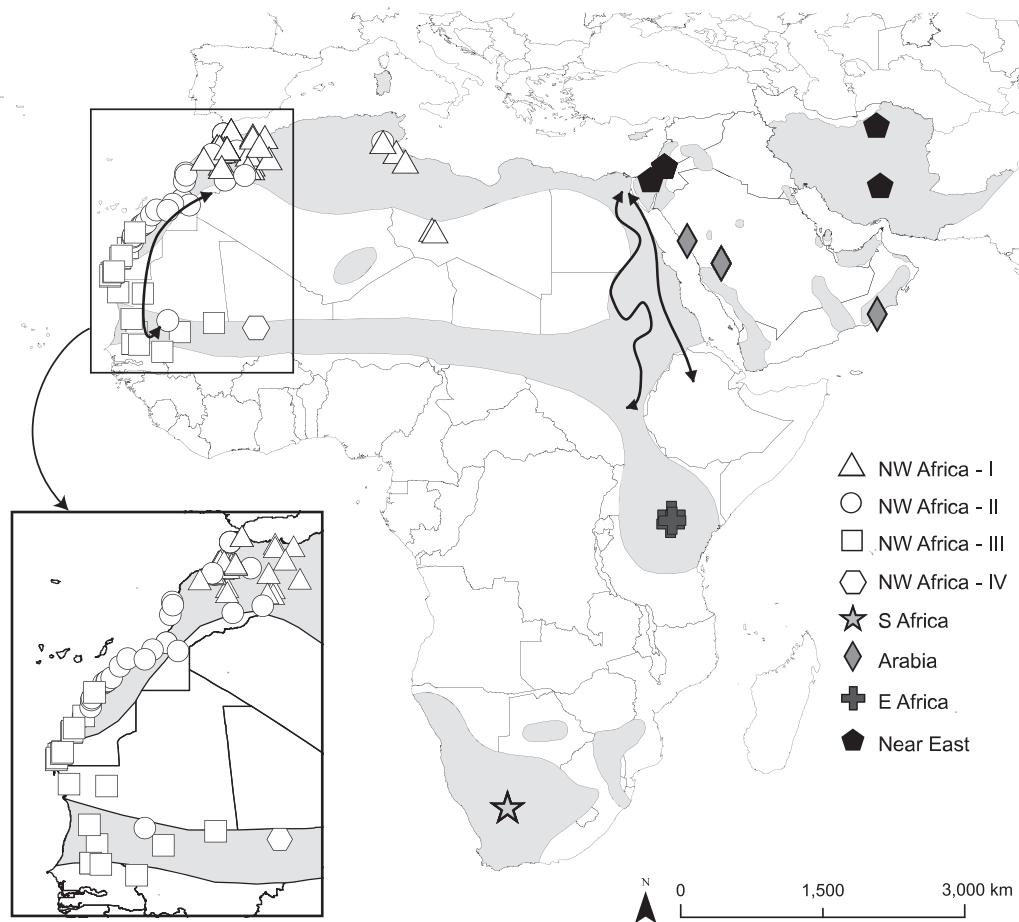 NW Africa - I
NW Africa - II
NW Africa - III
NW Africa - IV
S Africa
Arabia
E Africa
Near East
N
0 1,500 3,000 km